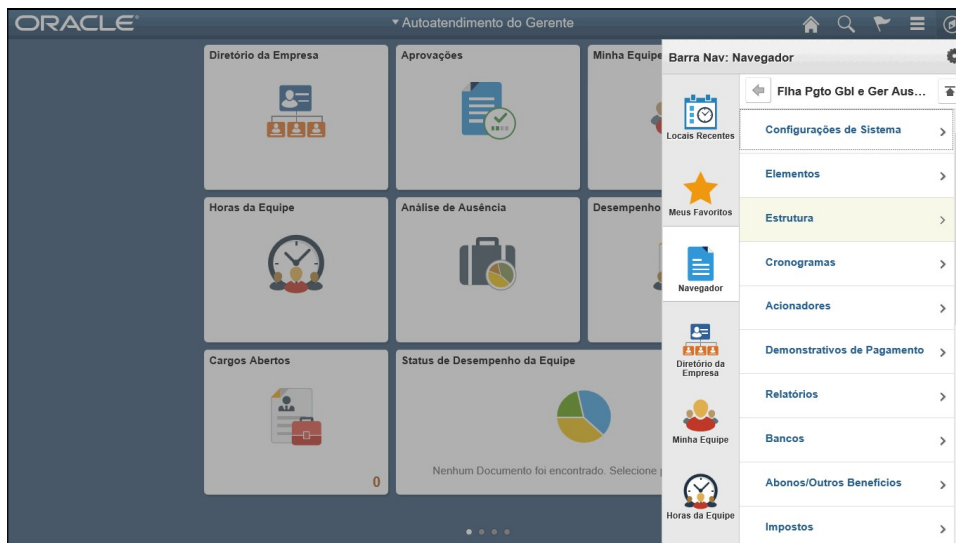 ORACLE
Autoatendimento do Gerente
Diretório da Empresa
Aprovações
Minha Equipe
Horas da Equipe
Análise de Ausência
Desempenho
Cargos Abertos
0
Status de Desempenho da Equipe
Nenhum Documento foi encontrado. Selecione
Barra Nav: Navegador
Locais Recentes
Meus Favoritos
Navegador
Diretório da
Empresa
Minha Equipe
Horas da Equipe
Flha Pgto Gbl e Ger Aus...
Configurações de Sistema
Elementos
Estrutura
Cronogramas
Acionadores
Demonstrativos de Pagamento
Relatórios
Bancos
Abonos/Outros Benefícios
Impostos